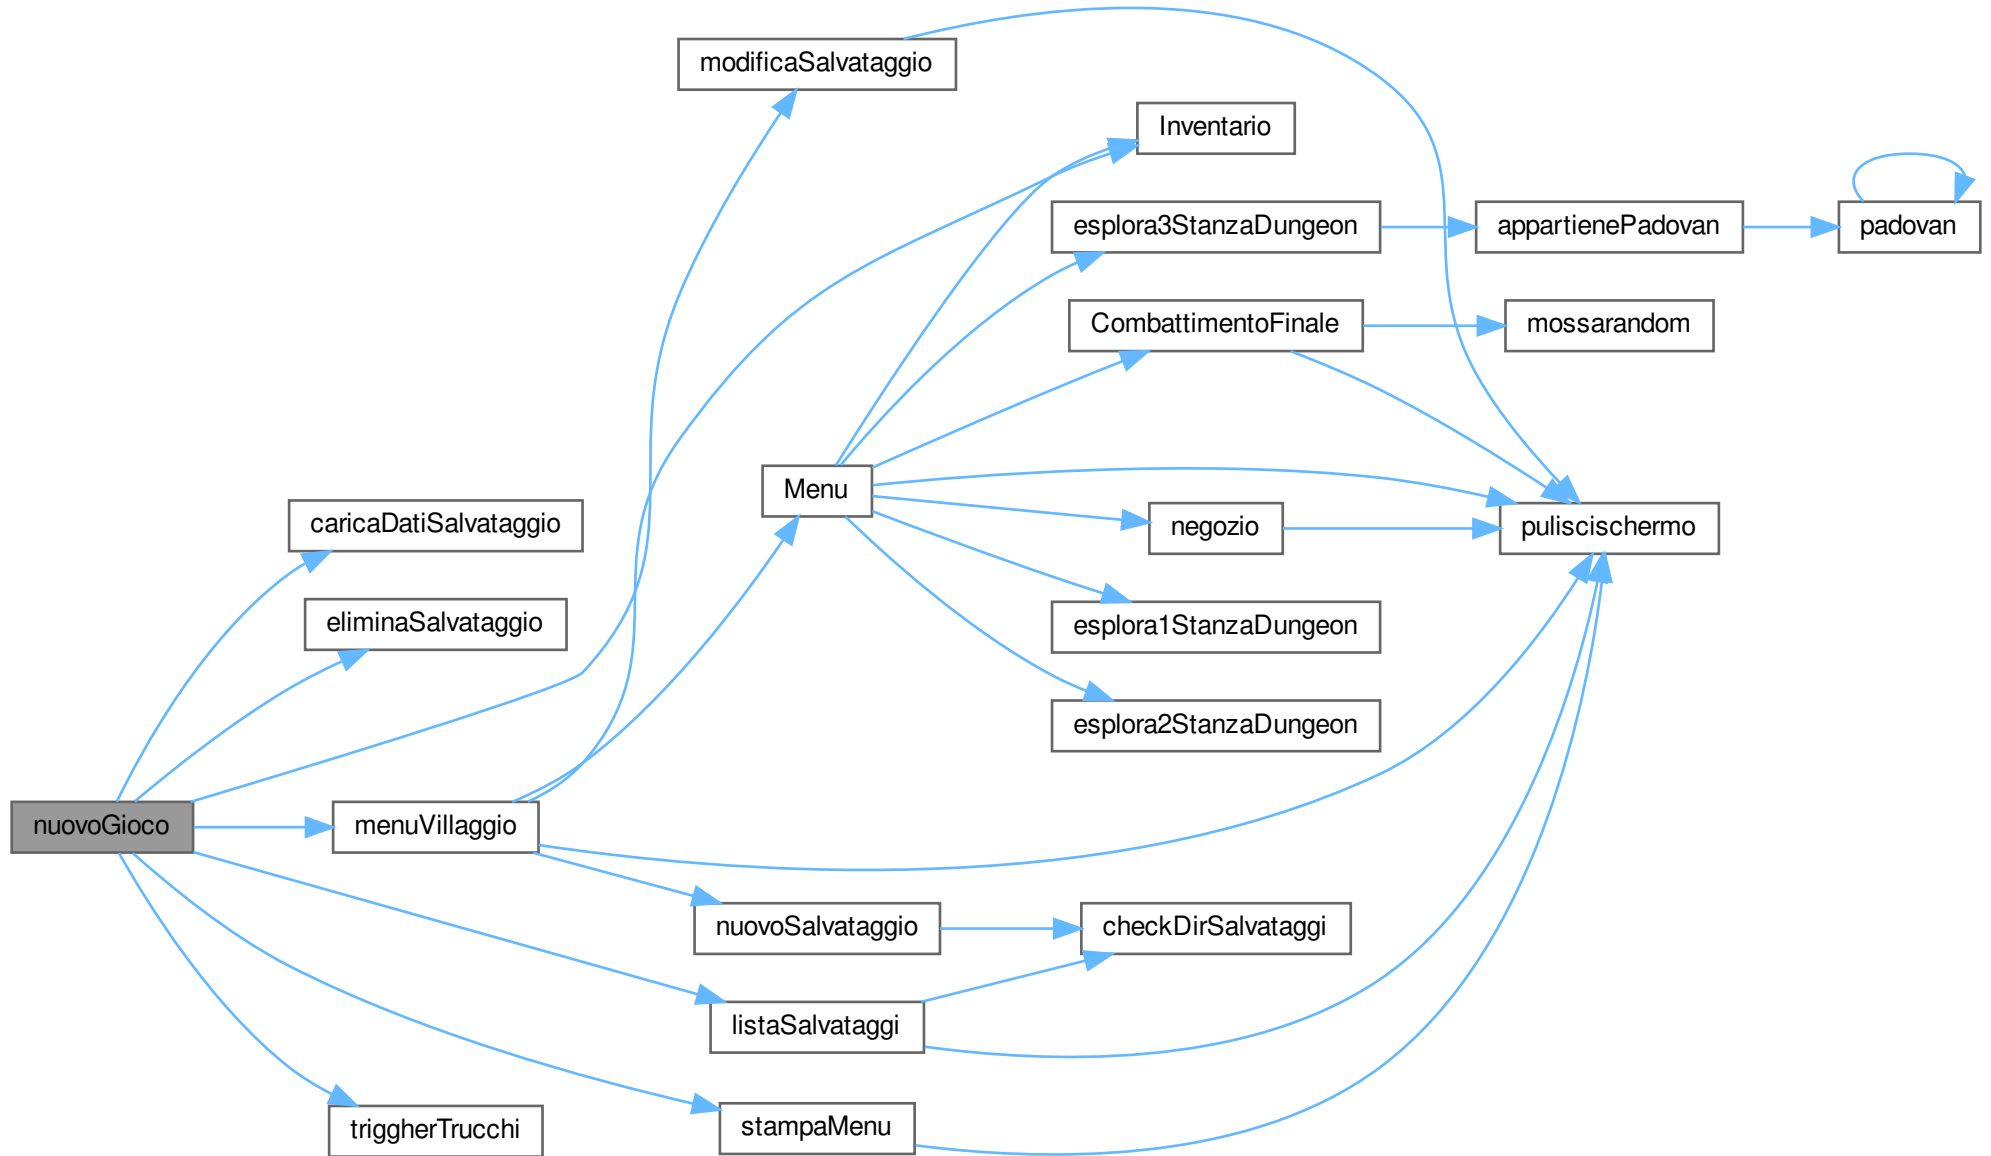 modificaSalvataggio
Inventario
esplora3StanzaDungeon
appartienePadovan
padovan
CombattimentoFinale
mossarandom
Menu
caricaDatiSalvataggio
negozio
puliscischermo
eliminaSalvataggio
esplora1StanzaDungeon
esplora2StanzaDungeon
nuovoGioco
menuVillaggio
nuovoSalvataggio
checkDirSalvataggi
listaSalvataggi
stampaMenu
triggherTrucchi